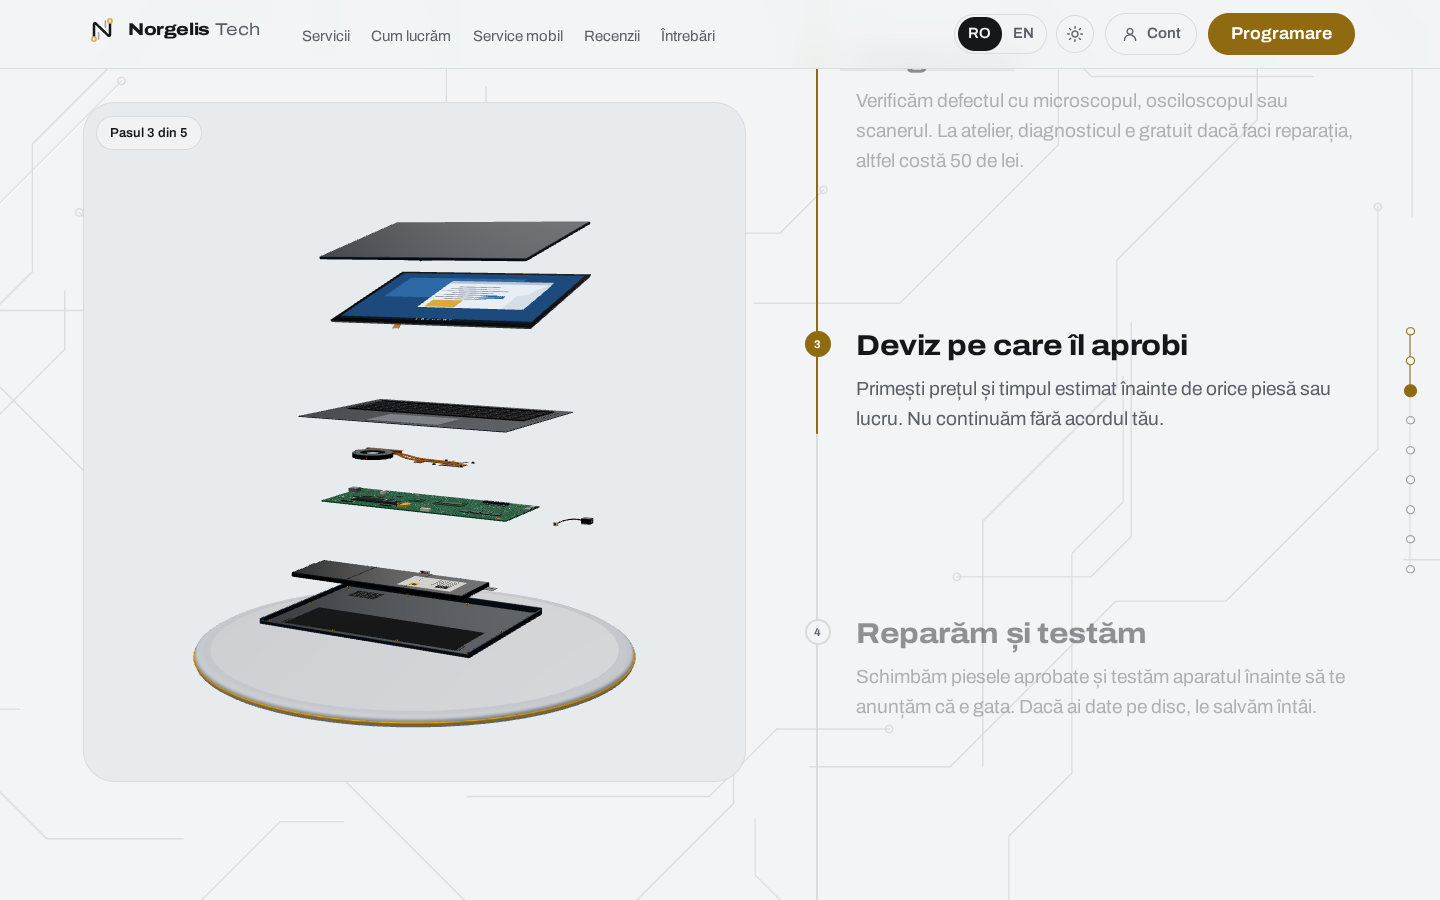 Norgelis Tech
Servicii
Cum lucrăm
Service mobil
Recenzii
Întrebări
RO
EN
Cont
Programare
Pasul 3 din 5
Verificăm defectul cu microscopul, osciloscopul sau
scanerul. La atelier, diagnosticul e gratuit dacă faci reparația,
altfel costă 50 de lei.
3
Deviz pe care îl aprobi
Primești prețul și timpul estimat înainte de orice piesă sau
lucru. Nu continuăm fără acordul tău.
4
Reparăm și testăm
Schimbăm piesele aprobate și testăm aparatul înainte să te
anunțăm că e gata. Dacă ai date pe disc, le salvăm întâi.